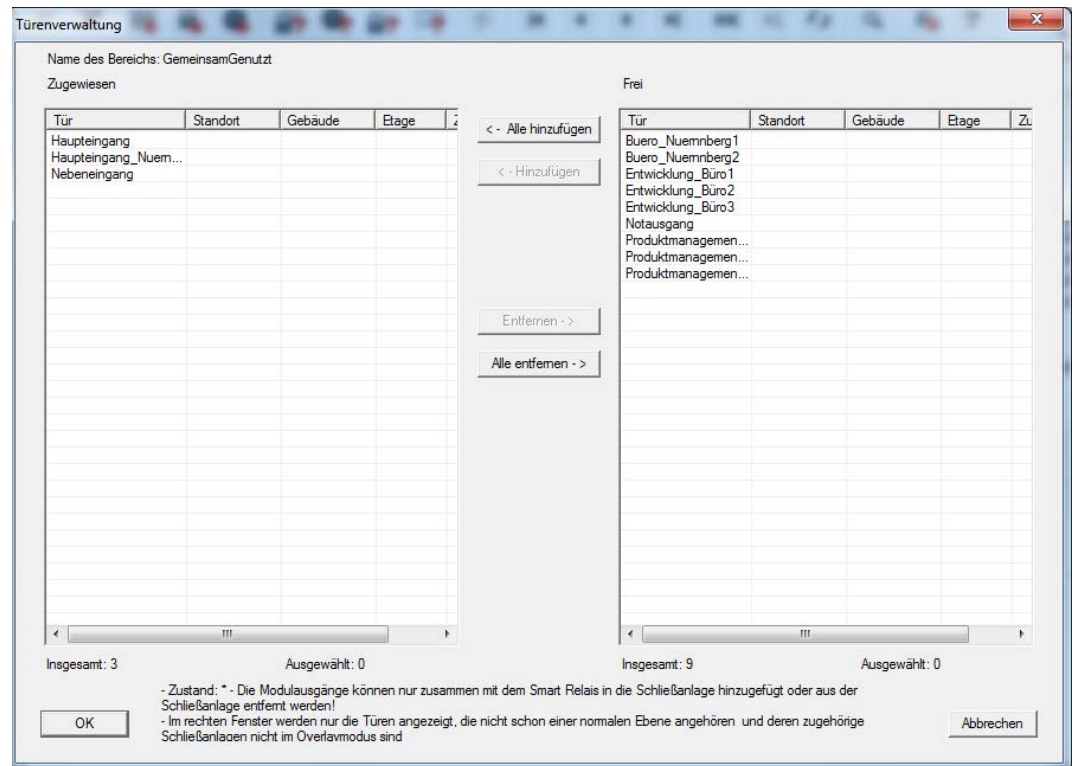 Türenverwaltung
Name des Bereichs: GemeinsamGenutzt
Zugewiesen
Tür Standort Gebäude Etage
Haupteingang
Haupteingang_Nuern...
Nebeneingang
Insgesamt: 3 Ausgewählt: 0
<- Alle hinzufügen
<- Hinzufügen
Entfernen ->
Alle entfernen ->
Frei
Tür Standort Gebäude Etage Zu
Buero_Nuernnberg1
Buero_Nuernnberg2
Entwicklung_Büro1
Entwicklung_Büro2
Entwicklung_Büro3
Notausgang
Produktmanagemen...
Produktmanagemen...
Produktmanagemen...
Insgesamt: 9 Ausgewählt: 0
- Zustand: * - Die Modulausgänge können nur zusammen mit dem Smart Relais in die Schließanlage hinzugefügt oder aus der
Schließanlage entfernt werden!
- Im rechten Fenster werden nur die Türen angezeigt, die nicht schon einer normalen Ebene angehören und deren zugehörige
Schließanlagen nicht im Overlaymodus sind
OK
Abbrechen